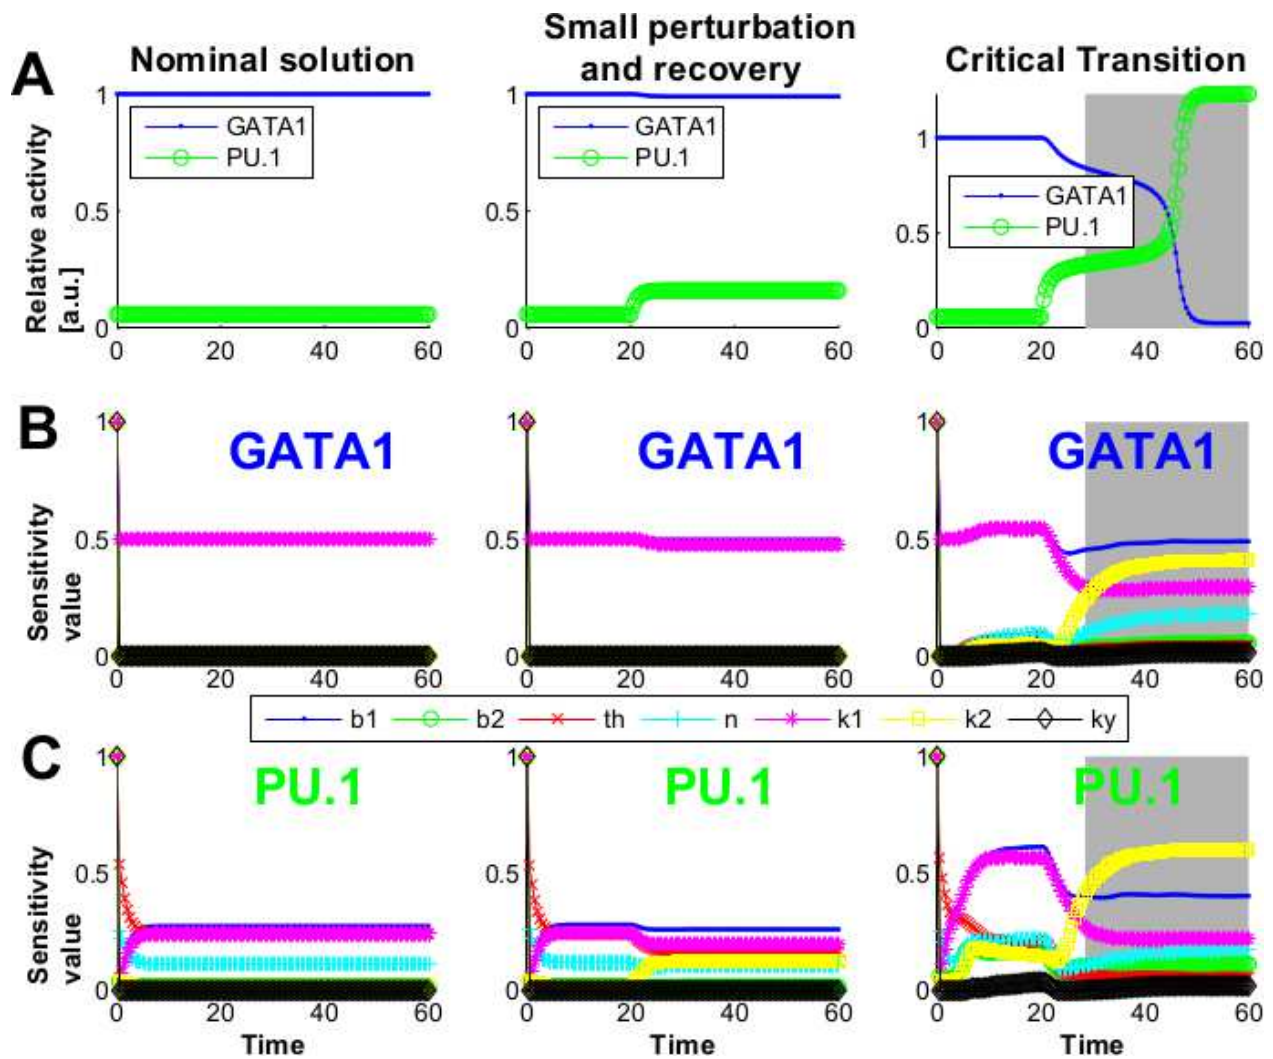 A
Nominal solution
Small perturbation
and recovery
Critical Transition
Relative activity
[a.u.]
1
0.5
0
GATA1
PU.1
0 20 40 60
1
0.5
0
GATA1
PU.1
0 20 40 60
1
0.5
0
GATA1
PU.1
0 20 40 60
B
Sensitivity
value
GATA1
1
0.5
0
0 20 40 60
GATA1
1
0.5
0
0 20 40 60
GATA1
1
0.5
0
0 20 40 60
b1 b2 th n k1 k2 ky
C
Sensitivity
value
PU.1
1
0.5
0
0 20 40 60
Time
PU.1
1
0.5
0
0 20 40 60
Time
PU.1
1
0.5
0
0 20 40 60
Time